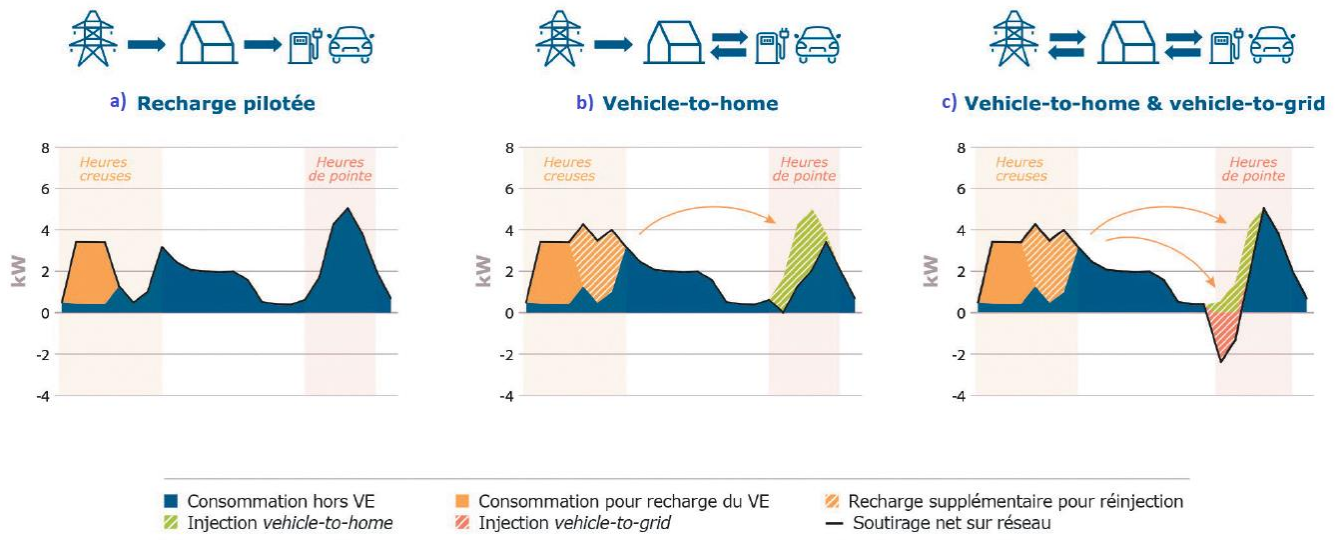 a) Recharge pilotée
b) Vehicle-to-home
c) Vehicle-to-home & vehicle-to-grid
kW
8
6
4
2
0
-2
-4
Heures
creuses
Heures
de pointe
kW
8
6
4
2
0
-2
-4
Heures
creuses
Heures
de pointe
kW
8
6
4
2
0
-2
-4
Heures
creuses
Heures
de pointe
Consommation hors VE
Consommation pour recharge du VE
Recharge supplémentaire pour réinjection
Injection vehicle-to-home
Injection vehicle-to-grid
Soutirage net sur réseau